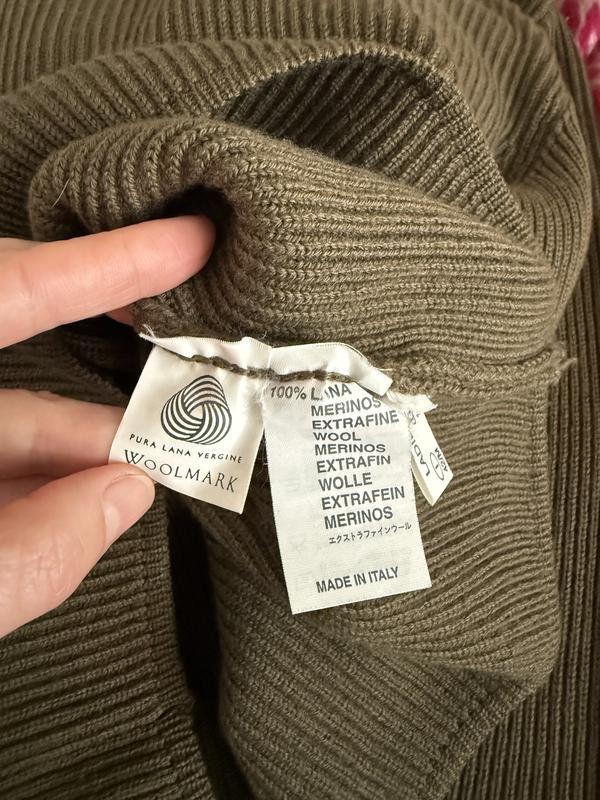 PURA LANA VERGINE
WOOLMARK
100% LANA
MERINOS
EXTRAFINE
WOOL
MERINOS
EXTRAFIN
WOLLE
EXTRAFEIN
MERINOS
エクストラファインウール
MADE IN ITALY